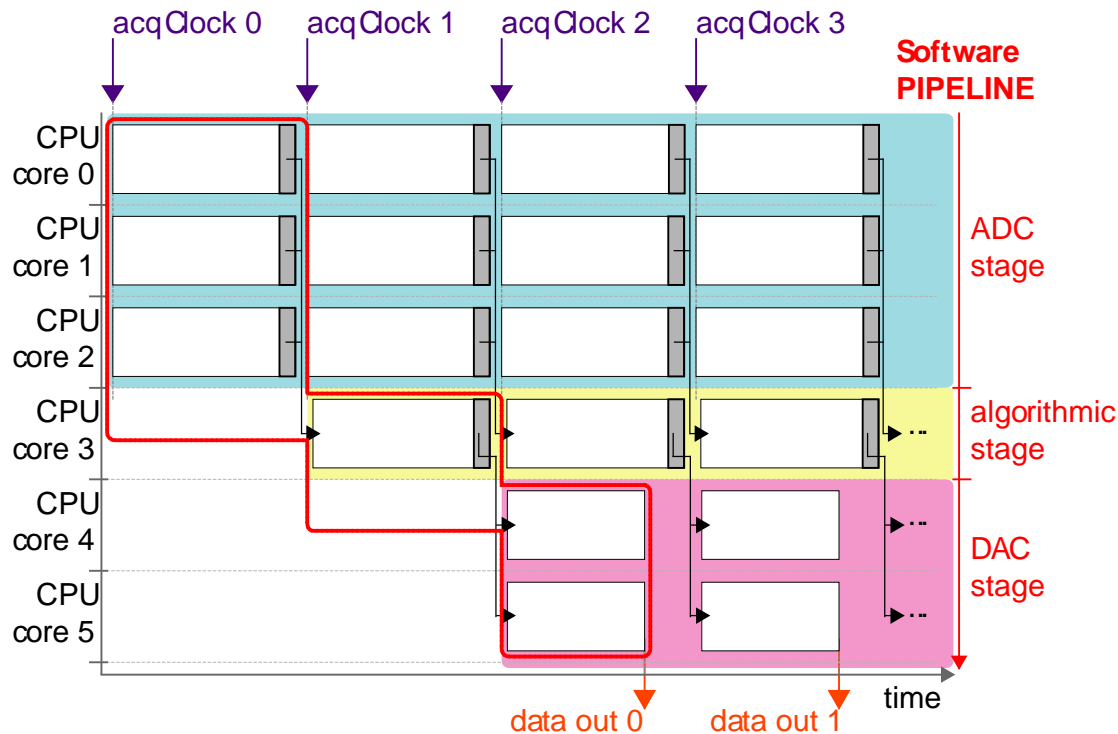 acqClock 0
acqClock 1
acqClock 2
acqClock 3
Software
PIPELINE
CPU
core 0
CPU
core 1
ADC
stage
CPU
core 2
CPU
core 3
...
algorithmic
stage
CPU
core 4
...
DAC
stage
CPU
core 5
...
time
data out 0
data out 1